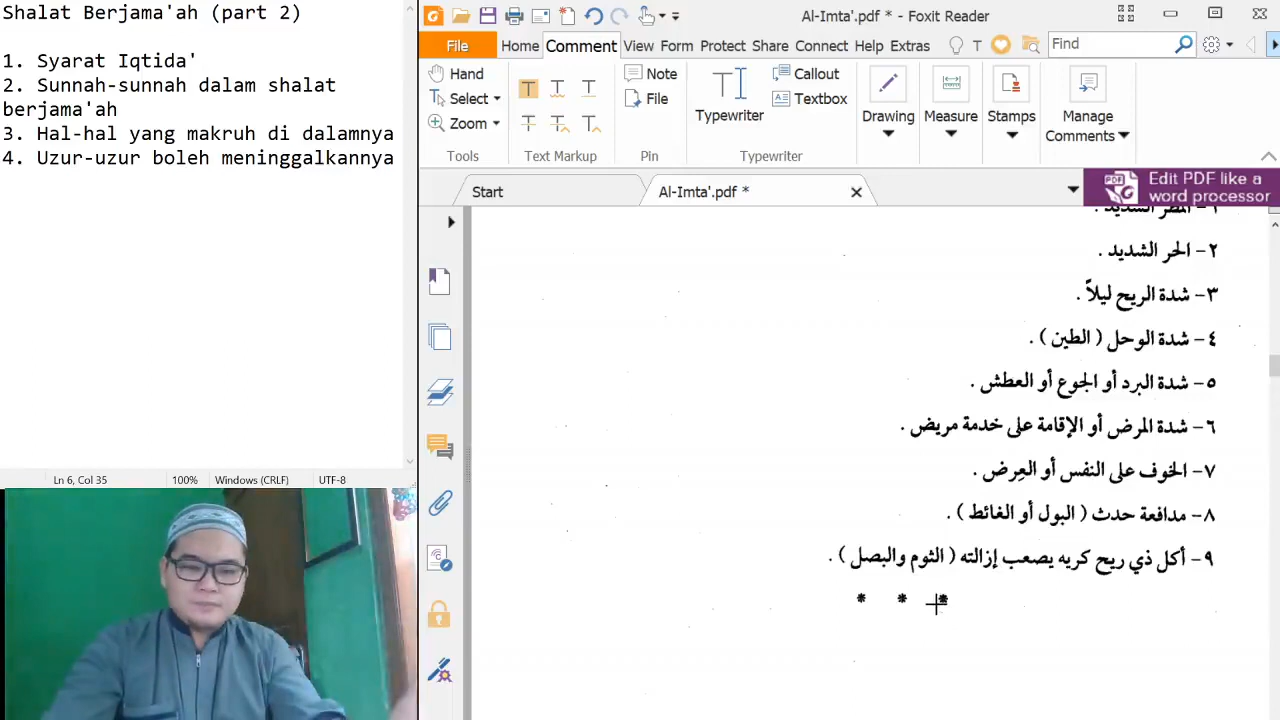 Shalat Berjama'ah (part 2)
1. Syarat Iqtida'
2. Sunnah-sunnah dalam shalat
berjama'ah
3. Hal-hal yang makruh di dalamnya
4. Uzur-uzur boleh meninggalkannya
Ln 6, Col 35
100%
Windows (CRLF)
UTF-8
Al-Imta'.pdf * - Foxit Reader
File
Home
Comment
View
Form
Protect
Share
Connect
Help
Extras
Find
Hand
Select
Zoom
Tools
Text Markup
Note
File
Pin
Typewriter
Callout
Textbox
Typewriter
Drawing
Measure
Stamps
Manage
Comments
Start
Al-Imta'.pdf *
Edit PDF like a
word processor
١- المطر الشديد .
٢- الحر الشديد .
٣- شدة الريح ليلاً .
٤- شدة الوحل ( الطين ) .
٥- شدة البرد أو الجوع أو العطش .
٦- شدة المرض أو الإقامة على خدمة مريض .
٧- الخوف على النفس أو العِرض .
٨- مدافعة حدث ( البول أو الغائط ) .
٩- أكل ذي ريح كريه يصعب إزالته ( الثوم والبصل ) .
* * *